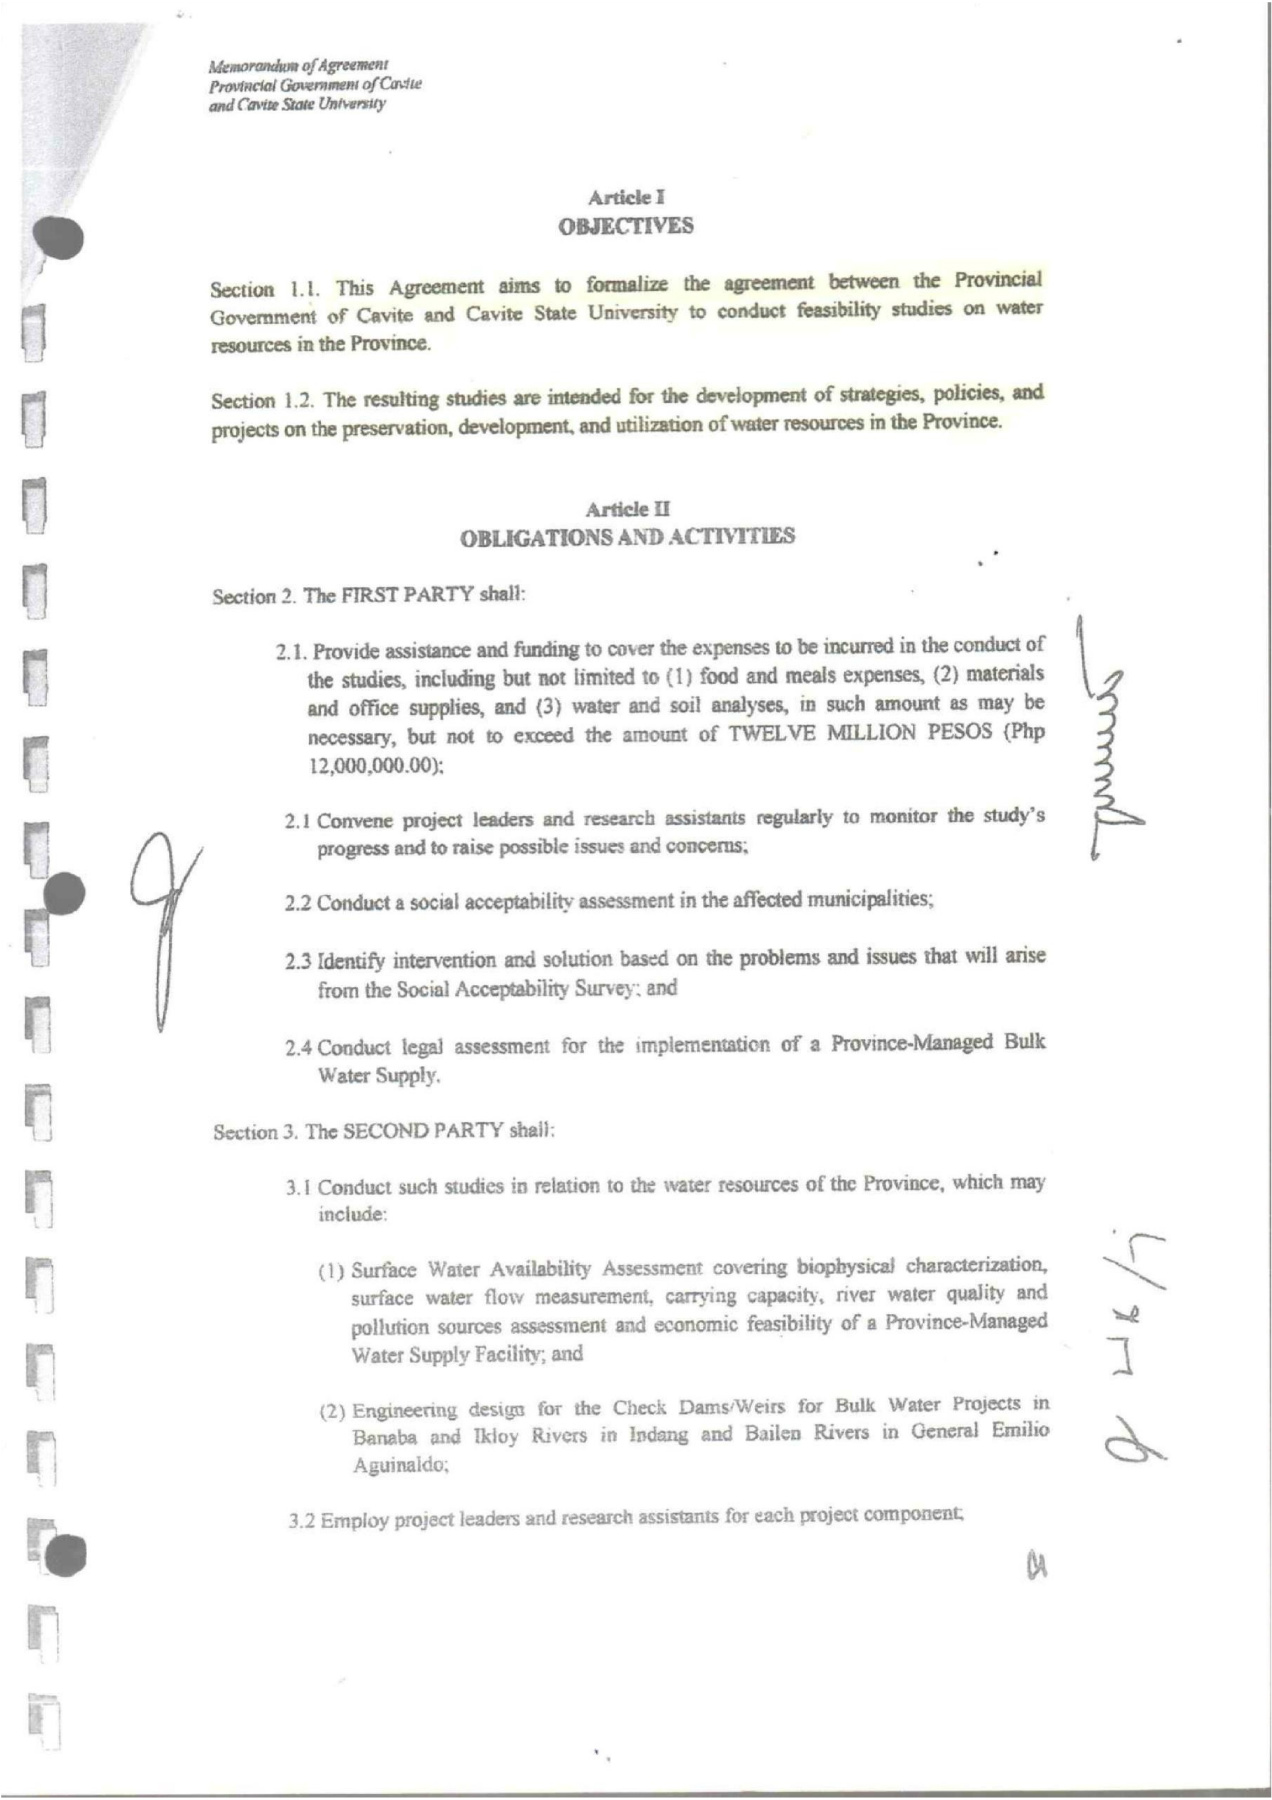 Memorandum of Agreement
Provincial Government of Cavite
and Cavite State University
Article I
OBJECTIVES
Section 1.1. This Agreement aims to formalize the agreement between the Provincial
Government of Cavite and Cavite State University to conduct feasibility studies on water
resources in the Province.
Section 1.2. The resulting studies are intended for the development of strategies, policies, and
projects on the preservation, development, and utilization of water resources in the Province.
Article II
OBLIGATIONS AND ACTIVITIES
Section 2. The FIRST PARTY shall:
2.1. Provide assistance and funding to cover the expenses to be incurred in the conduct of
the studies, including but not limited to (1) food and meals expenses, (2) materials
and office supplies, and (3) water and soil analyses, in such amount as may be
necessary, but not to exceed the amount of TWELVE MILLION PESOS (Php
12,000,000.00);
2.1 Convene project leaders and research assistants regularly to monitor the study's
progress and to raise possible issues and concerns;
2.2 Conduct a social acceptability assessment in the affected municipalities;
2.3 Identify intervention and solution based on the problems and issues that will arise
from the Social Acceptability Survey; and
2.4 Conduct legal assessment for the implementation of a Province-Managed Bulk
Water Supply.
Section 3. The SECOND PARTY shall:
3.1 Conduct such studies in relation to the water resources of the Province, which may
include:
(1) Surface Water Availability Assessment covering biophysical characterization,
surface water flow measurement, carrying capacity, river water quality and
pollution sources assessment and economic feasibility of a Province-Managed
Water Supply Facility; and
(2) Engineering design for the Check Dams/Weirs for Bulk Water Projects in
Banaba and Ikloy Rivers in Indang and Bailen Rivers in General Emilio
Aguinaldo;
3.2 Employ project leaders and research assistants for each project component;